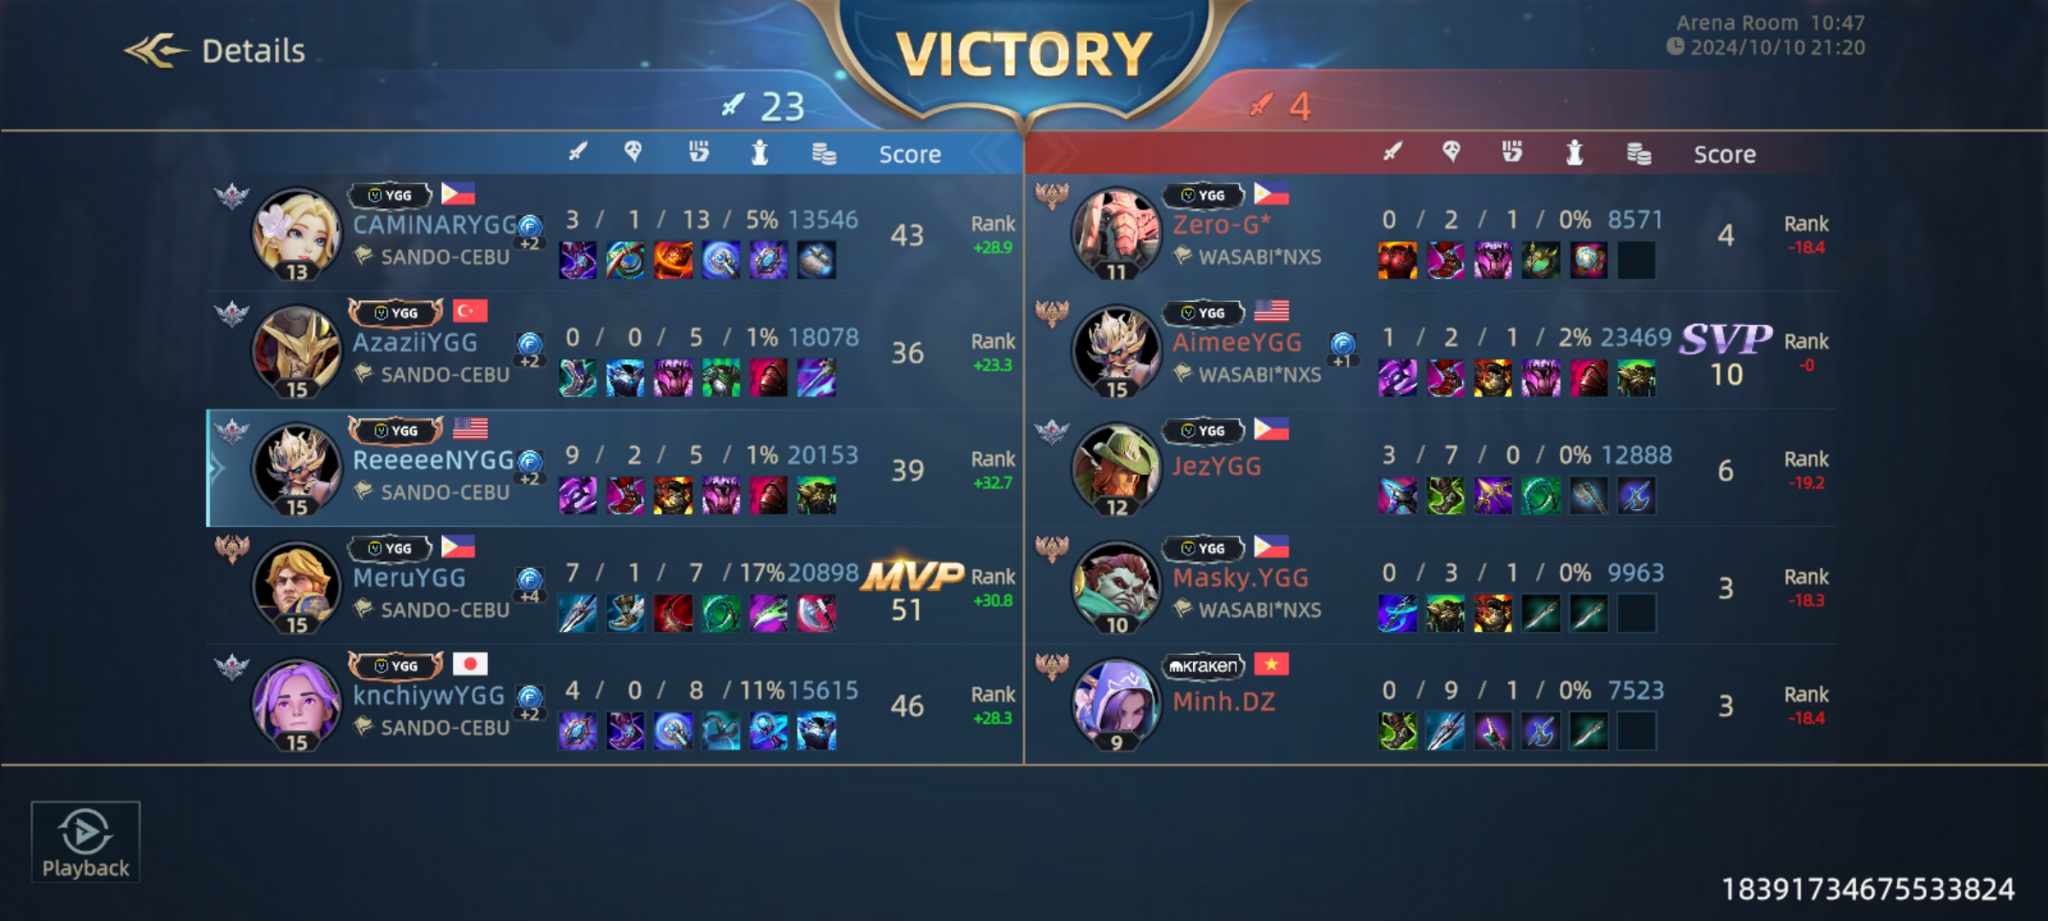 Details
VICTORY
Arena Room 10:47
2024/10/10 21:20
23
4
Score
Score
YGG
CAMINARYGG
+2
SANDO-CEBU
13
3 / 1 / 13 / 5% 13546
43
Rank
+28.9
YGG
AzaziiYGG
+2
SANDO-CEBU
15
0 / 0 / 5 / 1% 18078
36
Rank
+23.3
YGG
ReeeeeNYGG
+2
SANDO-CEBU
15
9 / 2 / 5 / 1% 20153
39
Rank
+32.7
YGG
MeruYGG
+4
SANDO-CEBU
15
7 / 1 / 7 / 17% 20898
MVP
51
Rank
+30.8
YGG
knchiywYGG
+2
SANDO-CEBU
15
4 / 0 / 8 / 11% 15615
46
Rank
+28.3
YGG
Zero-G*
WASABI*NXS
11
0 / 2 / 1 / 0% 8571
4
Rank
-18.4
YGG
AimeeYGG
+1
WASABI*NXS
15
1 / 2 / 1 / 2% 23469
SVP
10
Rank
-0
YGG
JezYGG
12
3 / 7 / 0 / 0% 12888
6
Rank
-19.2
YGG
Masky.YGG
WASABI*NXS
10
0 / 3 / 1 / 0% 9963
3
Rank
-18.3
kraken
Minh.DZ
9
0 / 9 / 1 / 0% 7523
3
Rank
-18.4
Playback
18391734675533824